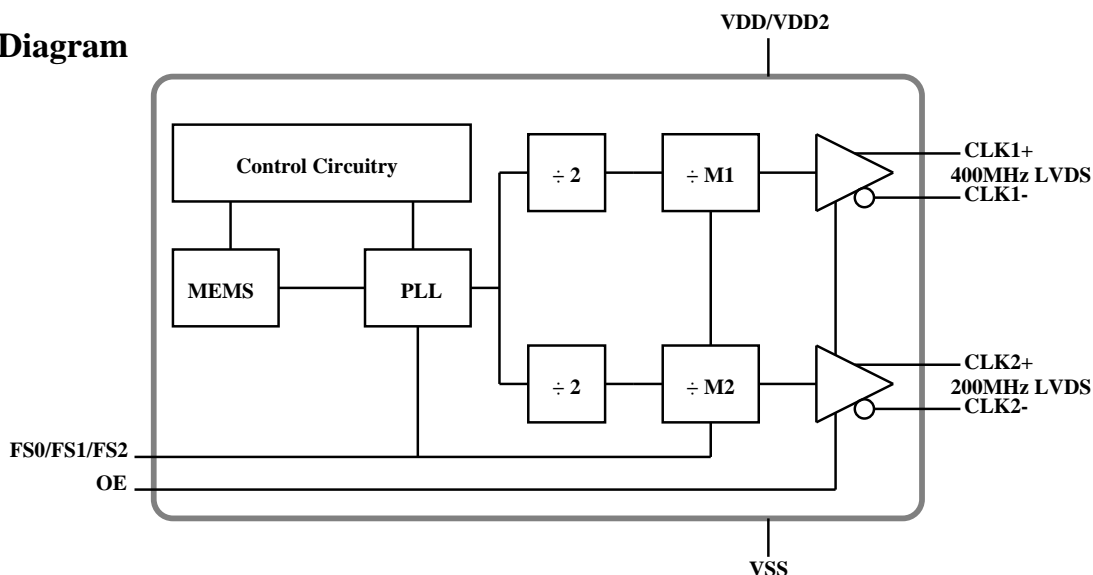 VDD/VDD2
Diagram
Control Circuitry
÷ 2
÷ M1
CLK1+
400MHz LVDS
CLK1-
MEMS
PLL
÷ 2
÷ M2
CLK2+
200MHz LVDS
CLK2-
FS0/FS1/FS2
OE
VSS